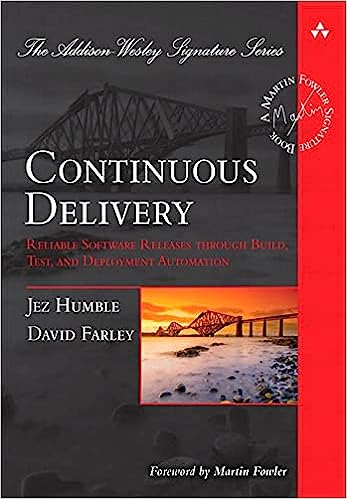 The Addison-Wesley Signature Series
A MARTIN FOWLER SIGNATURE BOOK
Martin
CONTINUOUS
DELIVERY
RELIABLE SOFTWARE RELEASES THROUGH BUILD,
TEST, AND DEPLOYMENT AUTOMATION
JEZ HUMBLE
DAVID FARLEY
Foreword by Martin Fowler